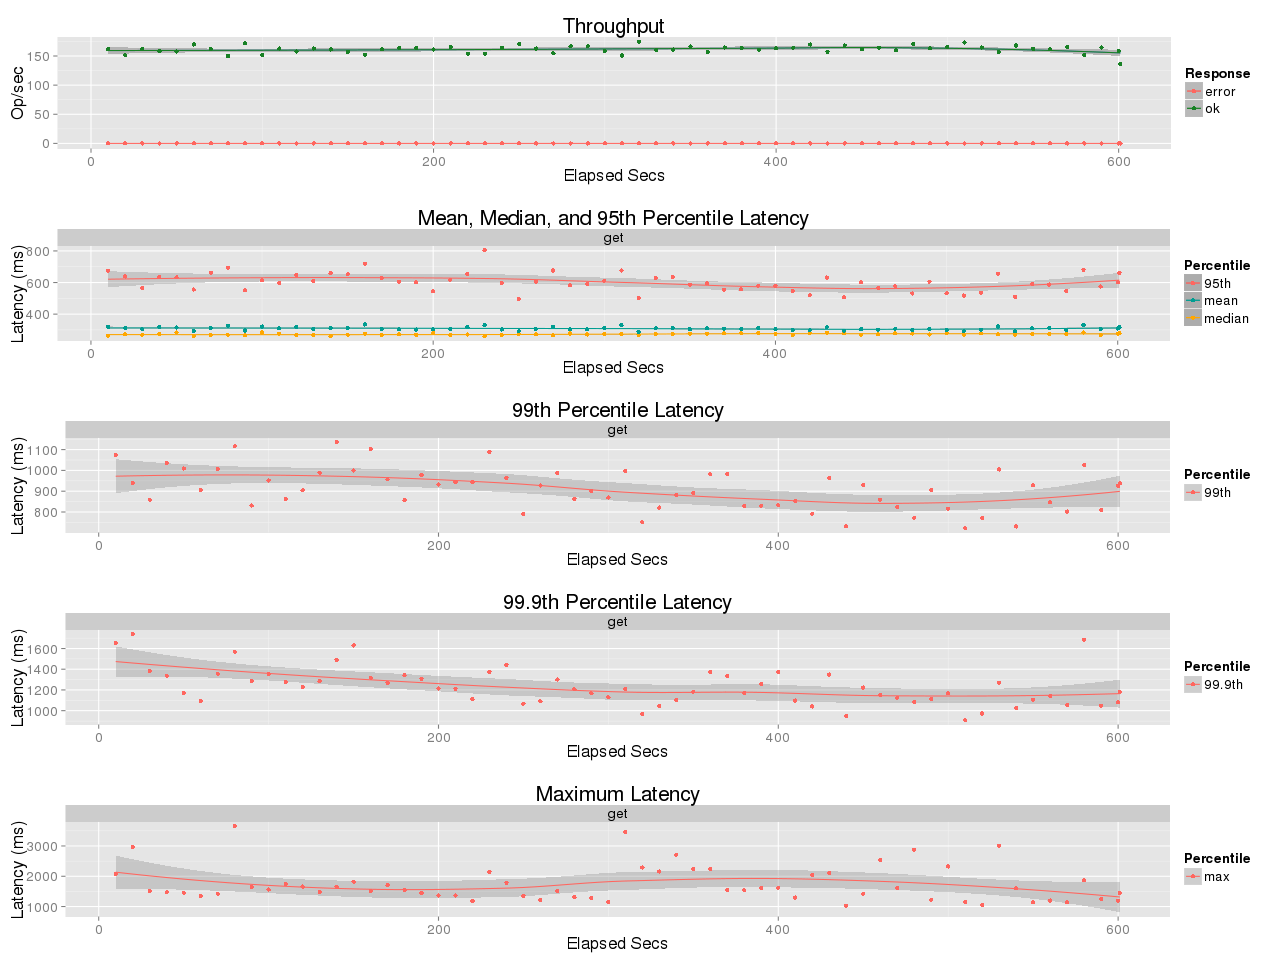 Throughput
Op/sec
150
100
50
0
0
200
400
600
Elapsed Secs
Response
error
ok
Mean, Median, and 95th Percentile Latency
get
Latency (ms)
800
600
400
0
200
400
600
Elapsed Secs
Percentile
95th
mean
median
99th Percentile Latency
get
Latency (ms)
1100
1000
900
800
0
200
400
600
Elapsed Secs
Percentile
99th
99.9th Percentile Latency
get
Latency (ms)
1600
1400
1200
1000
0
200
400
600
Elapsed Secs
Percentile
99.9th
Maximum Latency
get
Latency (ms)
3000
2000
1000
0
200
400
600
Elapsed Secs
Percentile
max